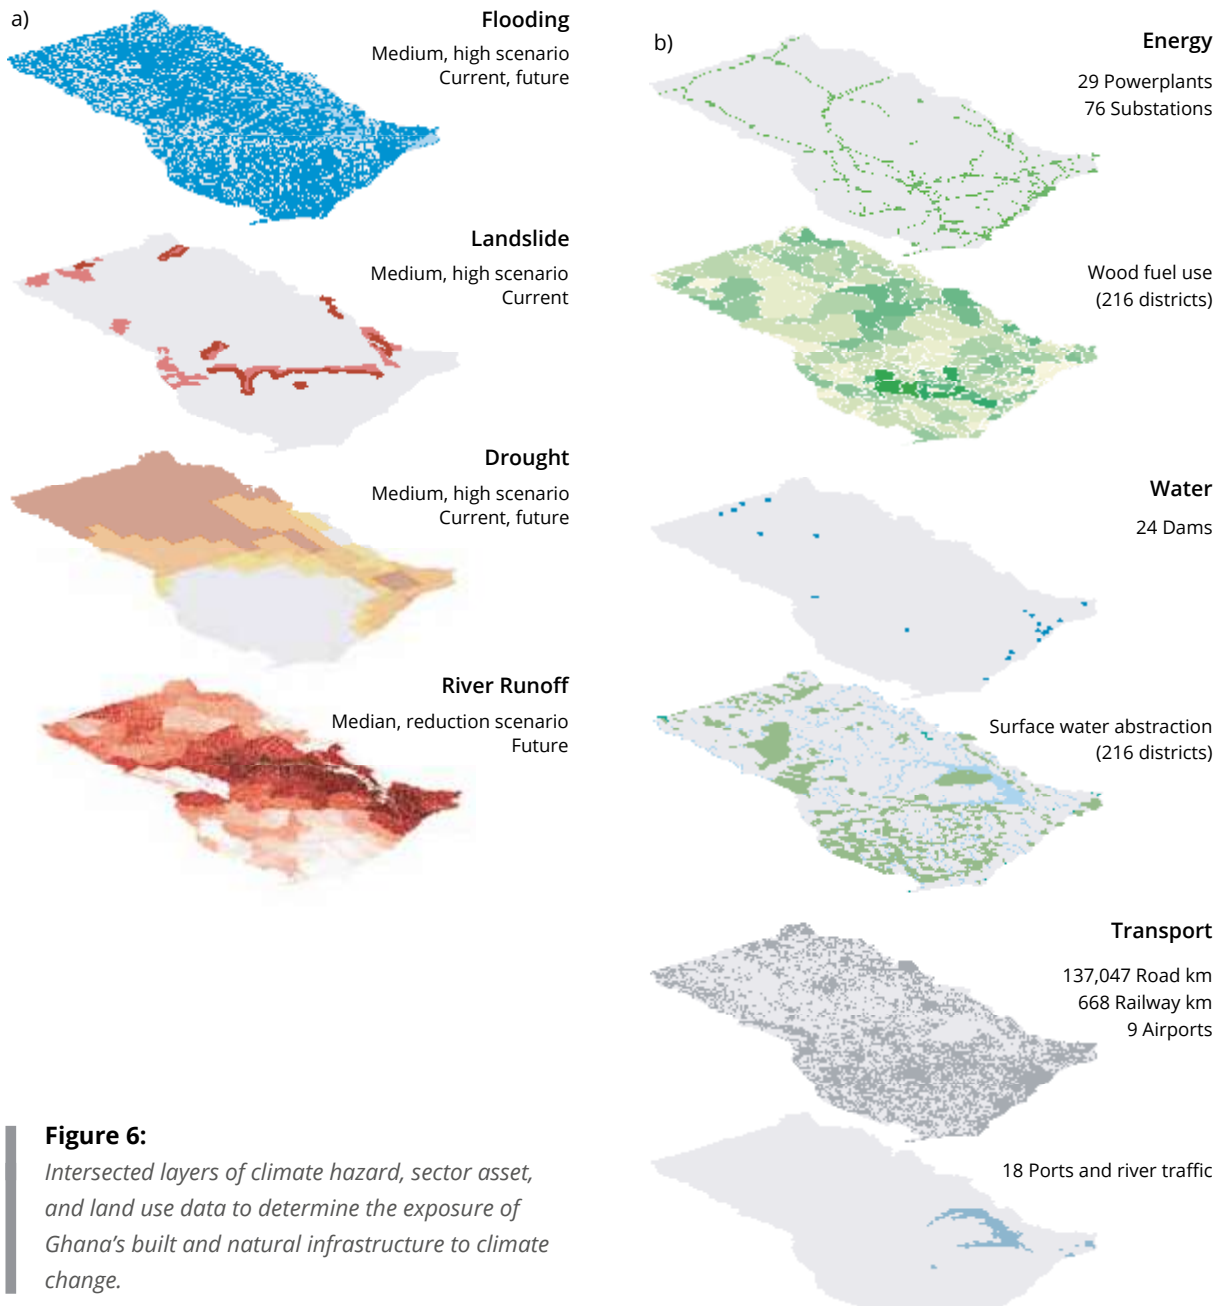 a)
Flooding
Medium, high scenario
Current, future
Landslide
Medium, high scenario
Current
Drought
Medium, high scenario
Current, future
River Runoff
Median, reduction scenario
Future
b)
Energy
29 Powerplants
76 Substations
Wood fuel use
(216 districts)
Water
24 Dams
Surface water abstraction
(216 districts)
Transport
137,047 Road km
668 Railway km
9 Airports
18 Ports and river traffic
Figure 6:
Intersected layers of climate hazard, sector asset,
and land use data to determine the exposure of
Ghana’s built and natural infrastructure to climate
change.